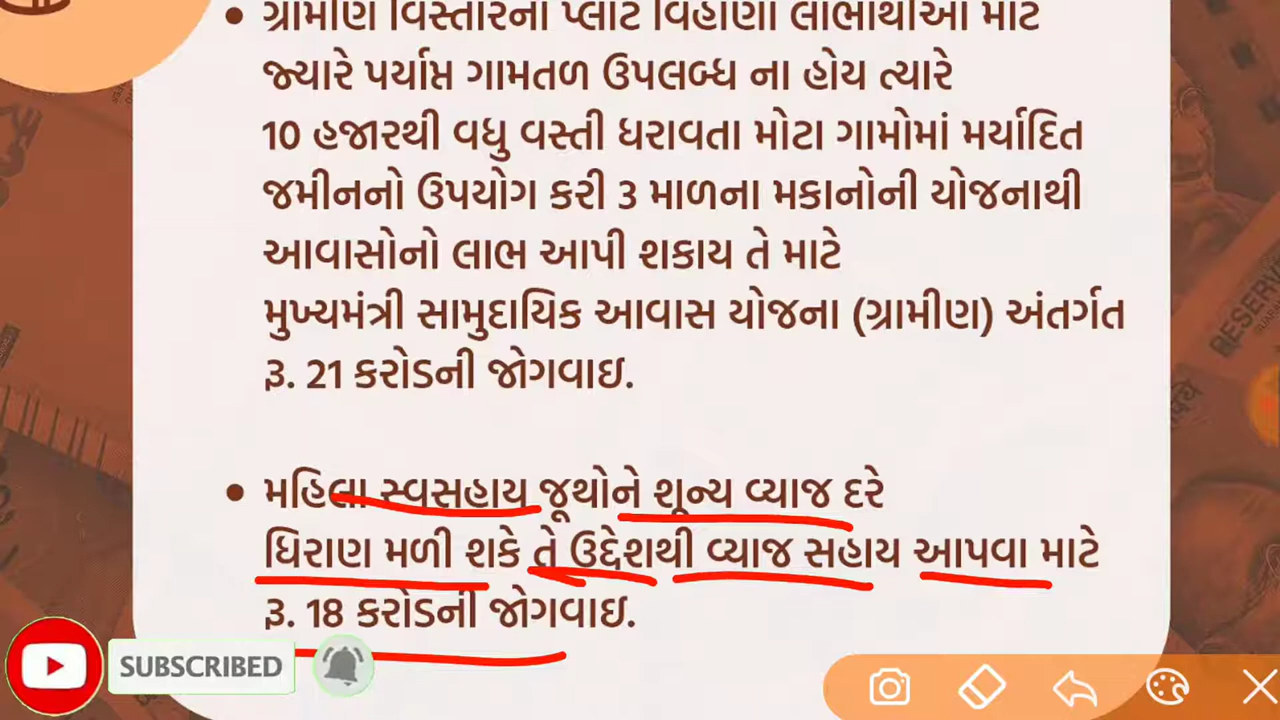 • ગ્રામીણ વિસ્તારના પ્લોટ વિહોણા લાભાર્થીઓ માટે
જ્યારે પર્યાપ્ત ગામતળ ઉપલબ્ધ ના હોય ત્યારે
10 હજારથી વધુ વસ્તી ધરાવતા મોટા ગામોમાં મર્યાદિત
જમીનનો ઉપયોગ કરી 3 માળના મકાનોની યોજનાથી
આવાસોનો લાભ આપી શકાય તે માટે
મુખ્યમંત્રી સામુદાયિક આવાસ યોજના (ગ્રામીણ) અંતર્ગત
રૂ. 21 કરોડની જોગવાઇ.
• મહિલા સ્વસહાય જૂથોને શૂન્ય વ્યાજ દરે
ધિરાણ મળી શકે તે ઉદ્દેશથી વ્યાજ સહાય આપવા માટે
રૂ. 18 કરોડની જોગવાઇ.
SUBSCRIBED
RESERVE